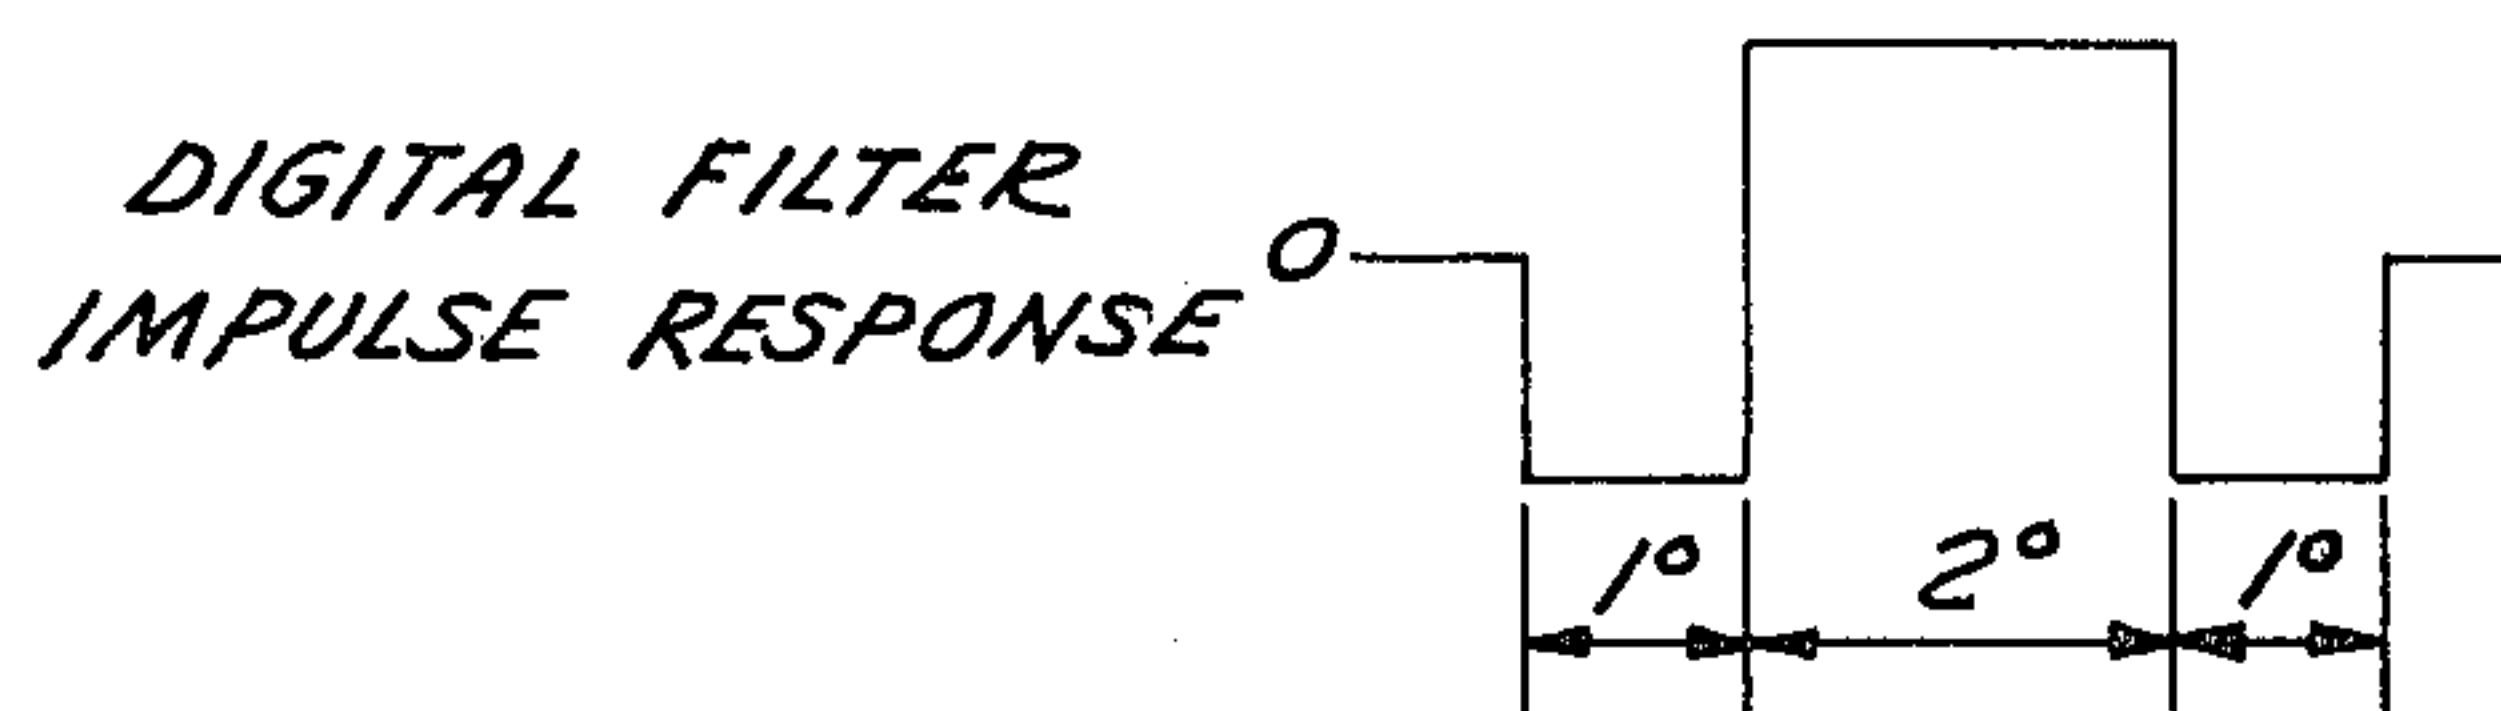 DIGITAL FILTER
IMPULSE RESPONSE
0
1° 2° 1°